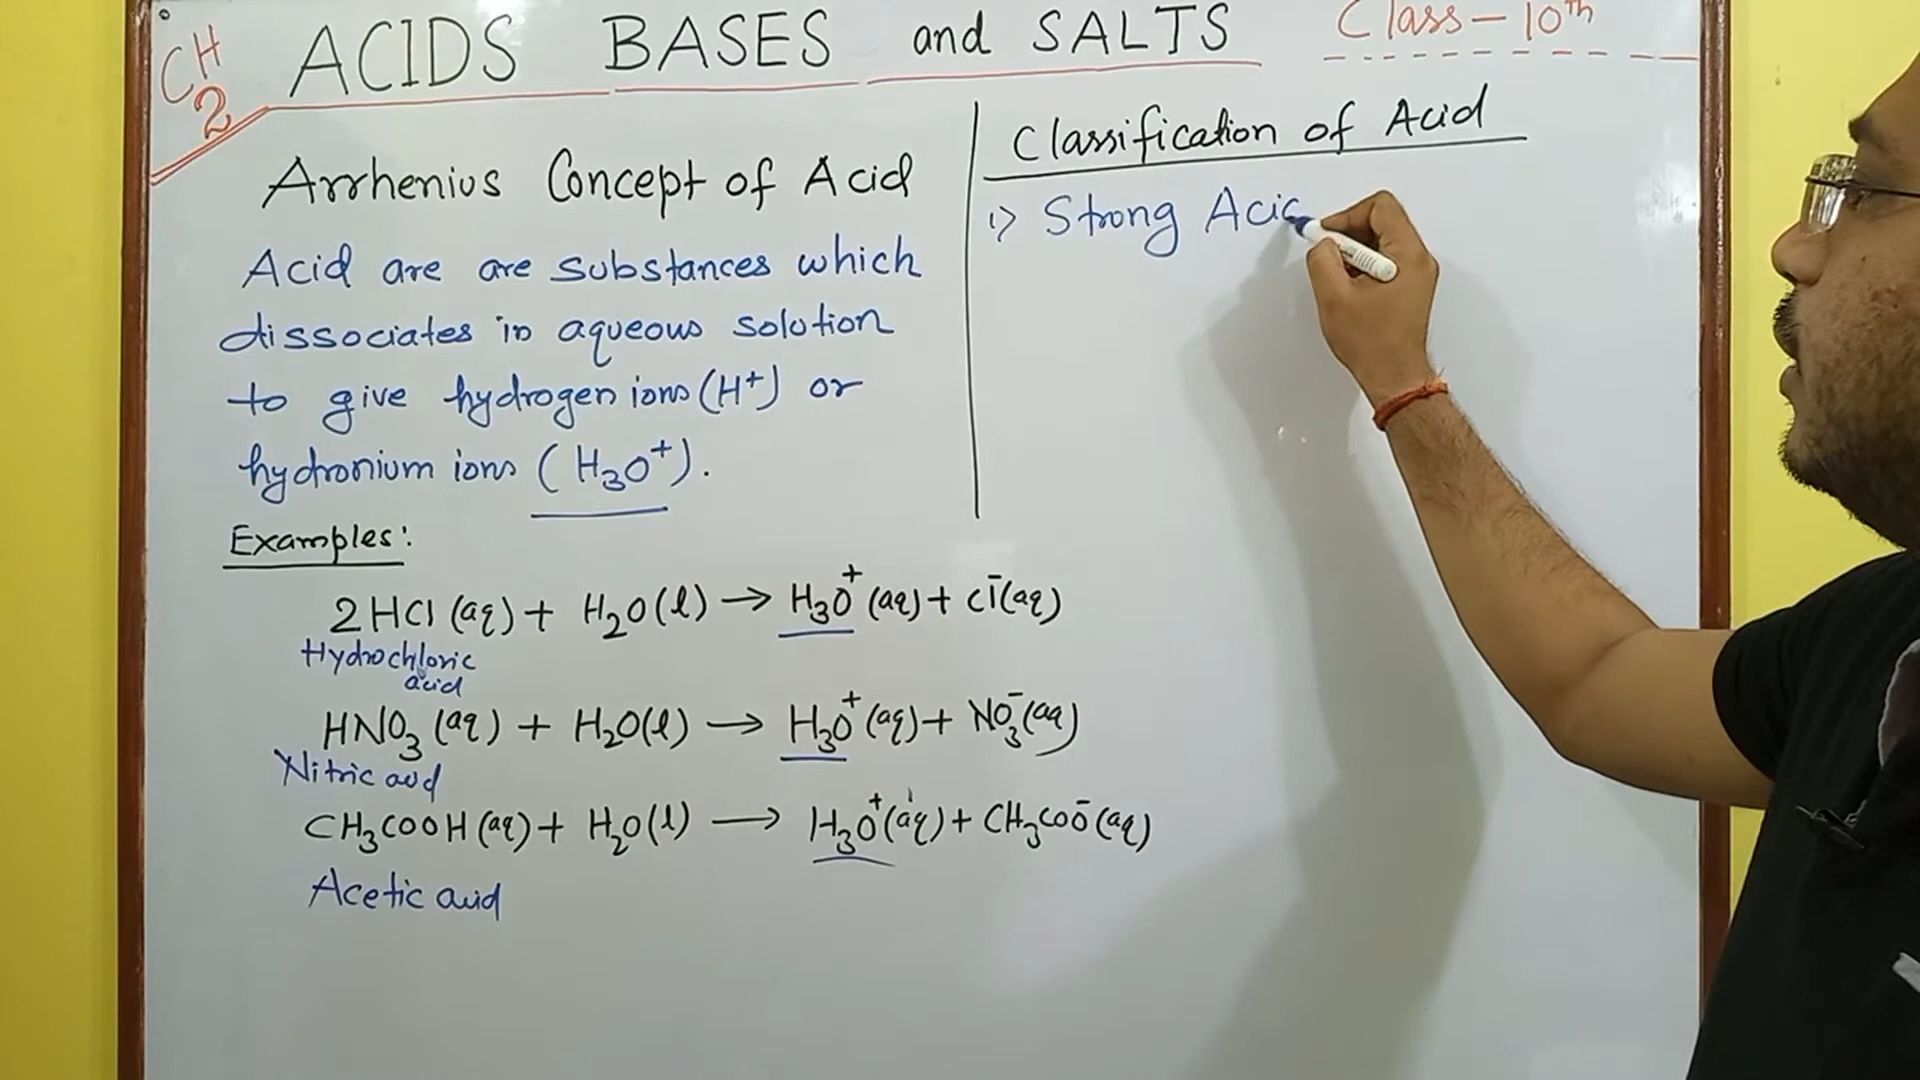 CH 2
ACIDS BASES and SALTS
Class - 10th
Arrhenius Concept of Acid
Acid are are substances which
dissociates in aqueous solution
to give hydrogen ions (H⁺) or
hydronium ions (H₃O⁺).
Examples:
2HCl (aq) + H₂O(l) → H₃O⁺(aq) + Cl⁻(aq)
Hydrochloric
acid
HNO₃ (aq) + H₂O(l) → H₃O⁺(aq) + NO₃⁻(aq)
Nitric acid
CH₃COOH (aq) + H₂O(l) → H₃O⁺(aq) + CH₃COO⁻(aq)
Acetic acid
Classification of Acid
1> Strong Aci